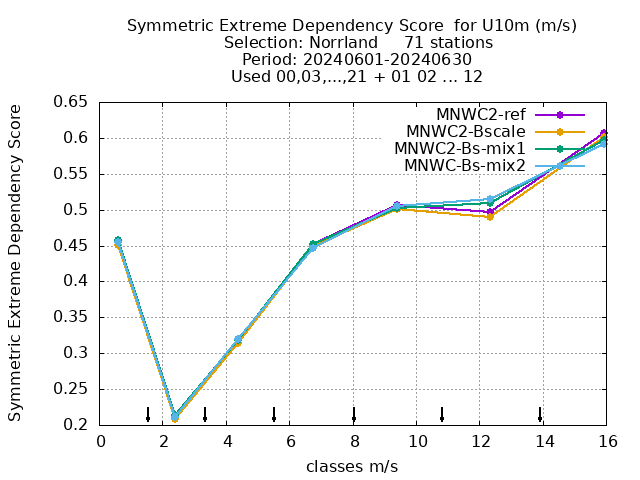 Symmetric Extreme Dependency Score  for U10m (m/s)
Selection: Norrland     71 stations
Period: 20240601-20240630
Used 00,03,...,21 + 01 02 ... 12
Symmetric Extreme Dependency Score
0.65
0.6
0.55
0.5
0.45
0.4
0.35
0.3
0.25
0.2
MNWC2-ref
MNWC2-Bscale
MNWC2-Bs-mix1
MNWC-Bs-mix2
0 2 4 6 8 10 12 14 16
classes m/s